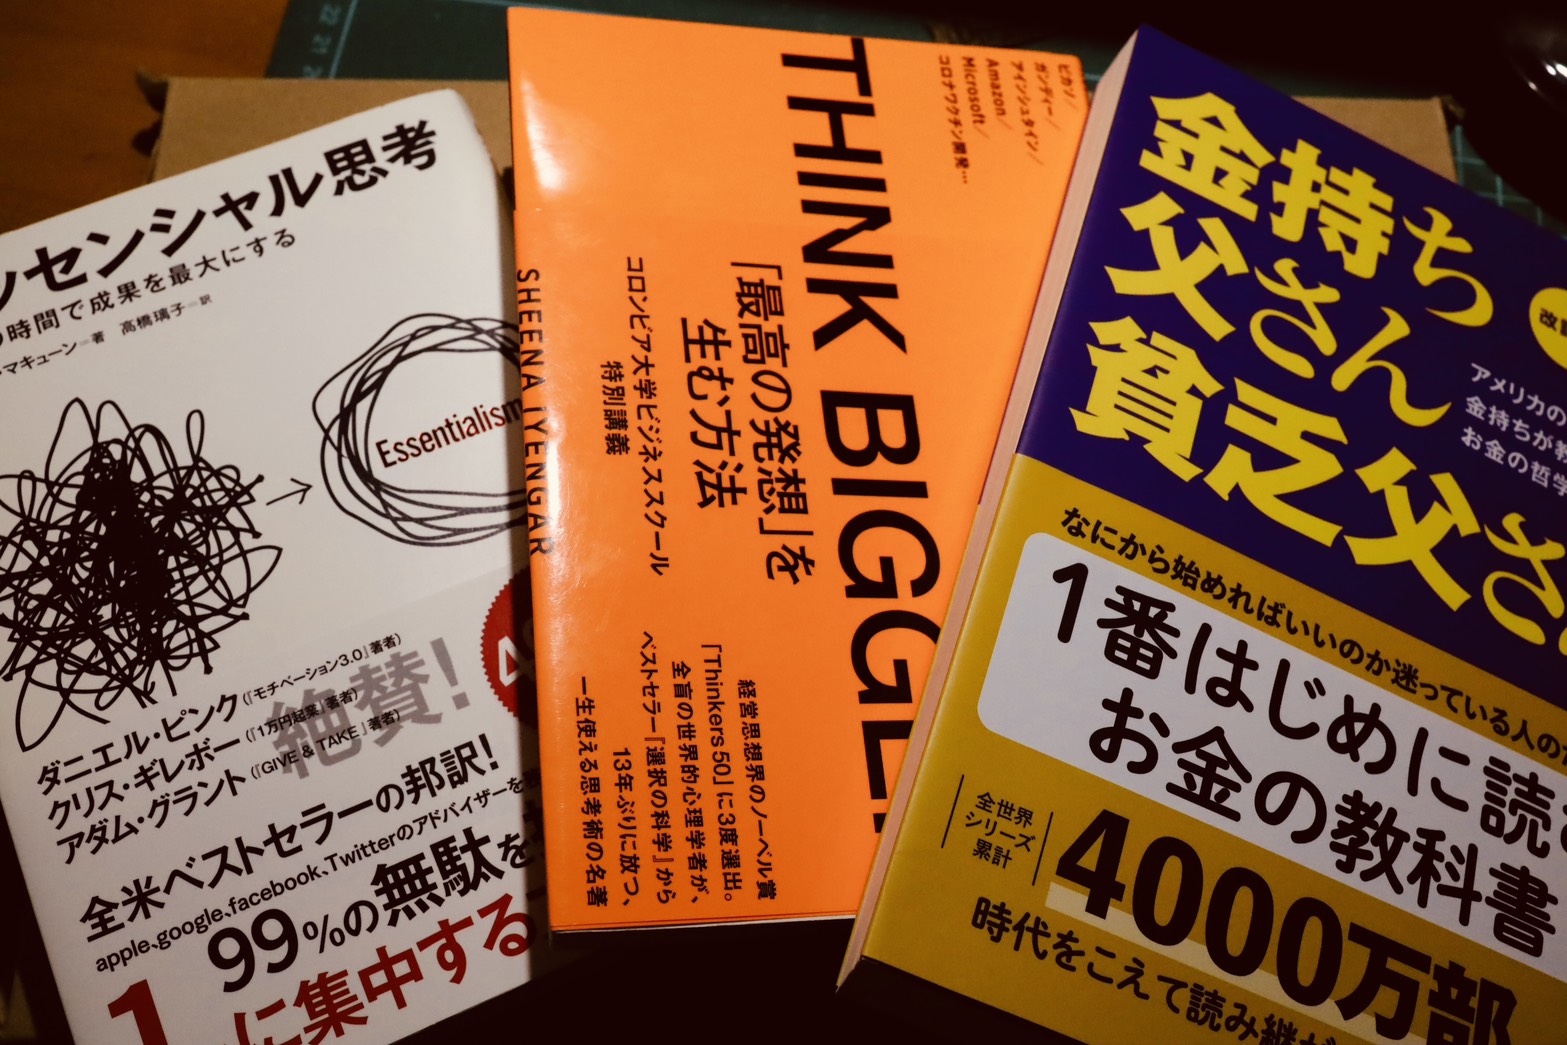 ッセンシャル思考
時間で成果を最大にする
マキューン=著 高橋璃子=訳
Essentialism
絶賛!
ダニエル・ピンク(『モチベーション3.0』著者)
クリス・ギレボー(『1万円起業』著者)
アダム・グラント(『GIVE & TAKE』著者)
全米ベストセラーの邦訳!
apple、google、facebook、Twitterのアドバイザーを
99%の無駄を
1に集中する
ピカソ/
ガンディー/
アインシュタイン/
Amazon/
Microsoft/
コロナワクチン開発…
THINK BIGGE
「最高の発想」を
生む方法
コロンビア大学ビジネススクール
特別講義
SHEENA IYENGAR
経営思想界のノーベル賞
「Thinkers50」に3度選出。
全盲の世界的心理学者が、
ベストセラー『選択の科学』から
13年ぶりに放つ、
一生使える思考術の名著
金持ち
父さん
貧乏父さ
改
アメリカの
金持ちが教
お金の哲学
なにから始めればいいのか迷っている人の
1番はじめに読
お金の教科書
全世界
シリーズ
累計
4000万部
時代をこえて読み継が